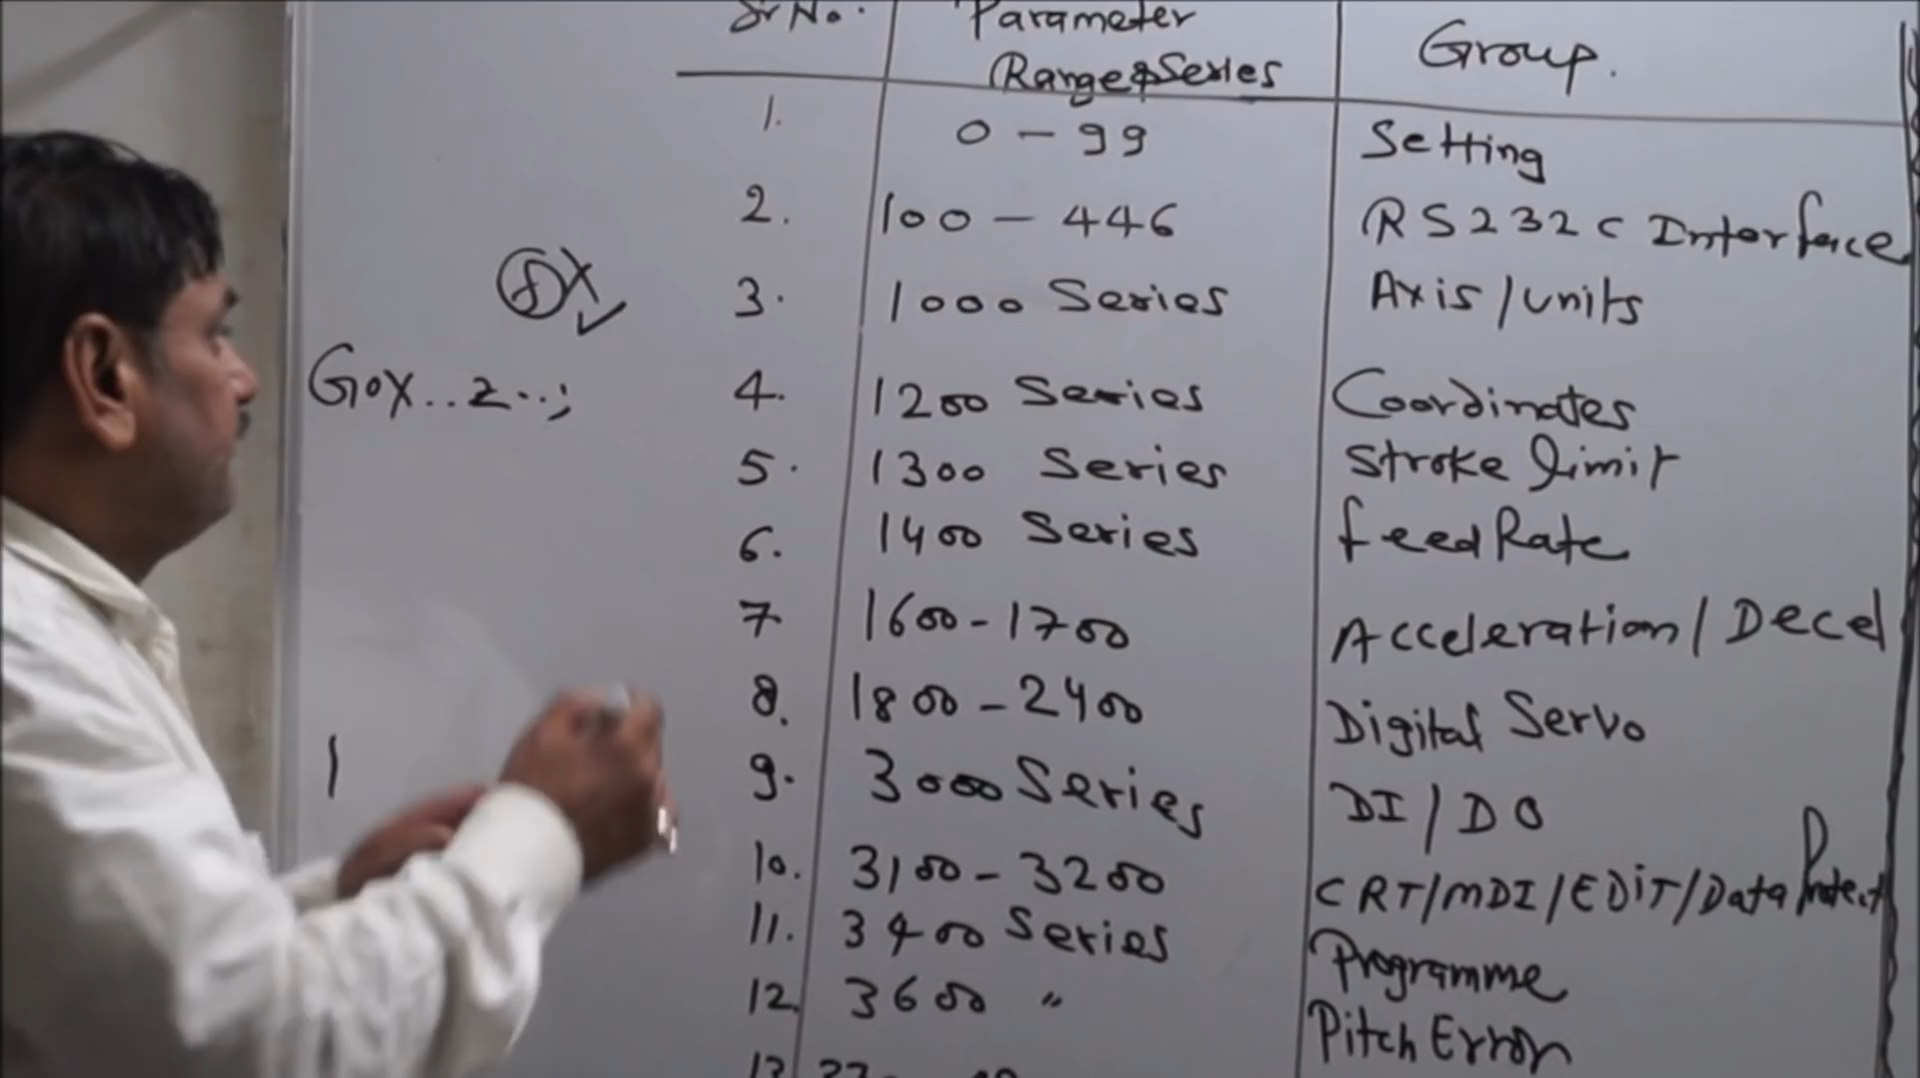 Sr No. Parameter Range & Series Group.
1. 0 - 99 Setting
2. 100 - 446 RS232C Interface
3. 1000 Series Axis/units
4. 1200 Series Coordinates
5. 1300 Series Stroke limit
6. 1400 Series feed Rate
7 1600-1700 Acceleration/Decel
8. 1800-2400 Digital Servo
9. 3000 Series DI/DO
10. 3100-3200 CRT/MDI/EDIT/Data Protect
11. 3400 Series Programme
12. 3600 " Pitch Error
13
G0X..Z..;
1